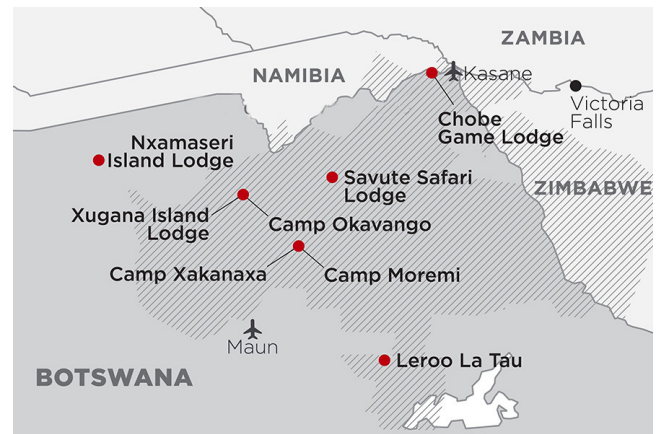 ZAMBIA
NAMIBIA
Kasane
Victoria
Falls
Chobe
Game Lodge
Nxamaseri
Island Lodge
Savute Safari
Lodge
ZIMBABWE
Xugana Island
Lodge
Camp Okavango
Camp Xakanaxa
Camp Moremi
Maun
Leroo La Tau
BOTSWANA